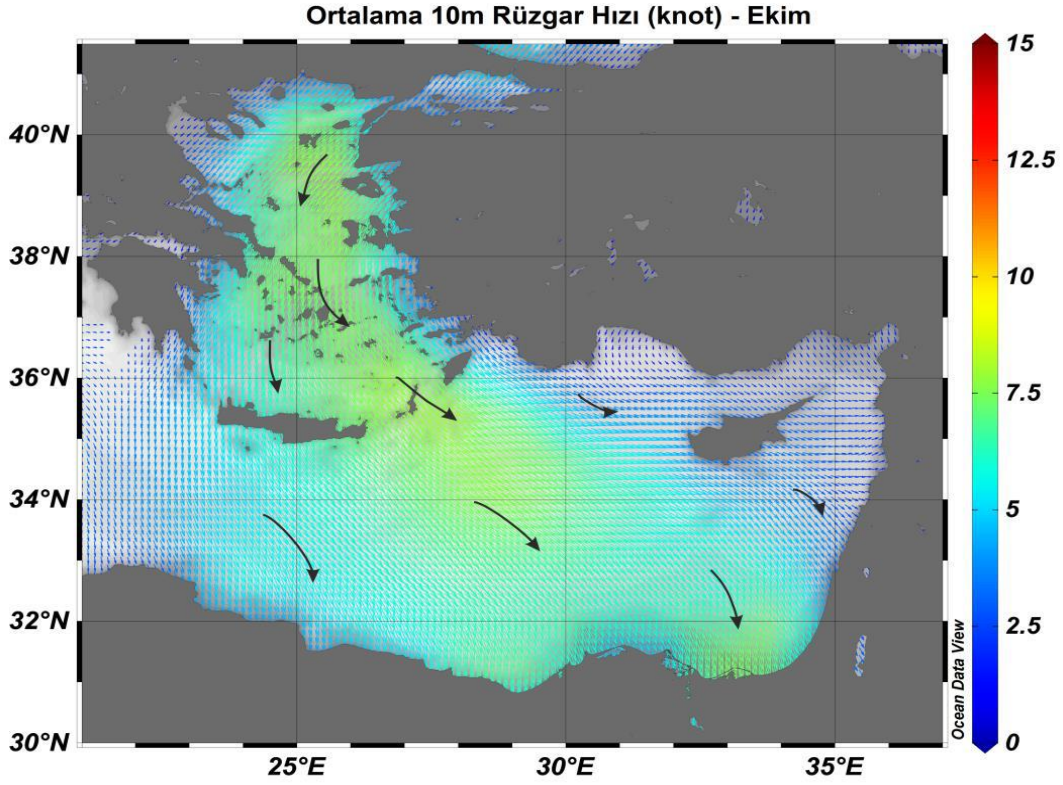 Ortalama 10m Rüzgar Hızı (knot) - Ekim
40°N
38°N
36°N
34°N
32°N
30°N
25°E
30°E
35°E
15
12.5
10
7.5
5
2.5
0
Ocean Data View